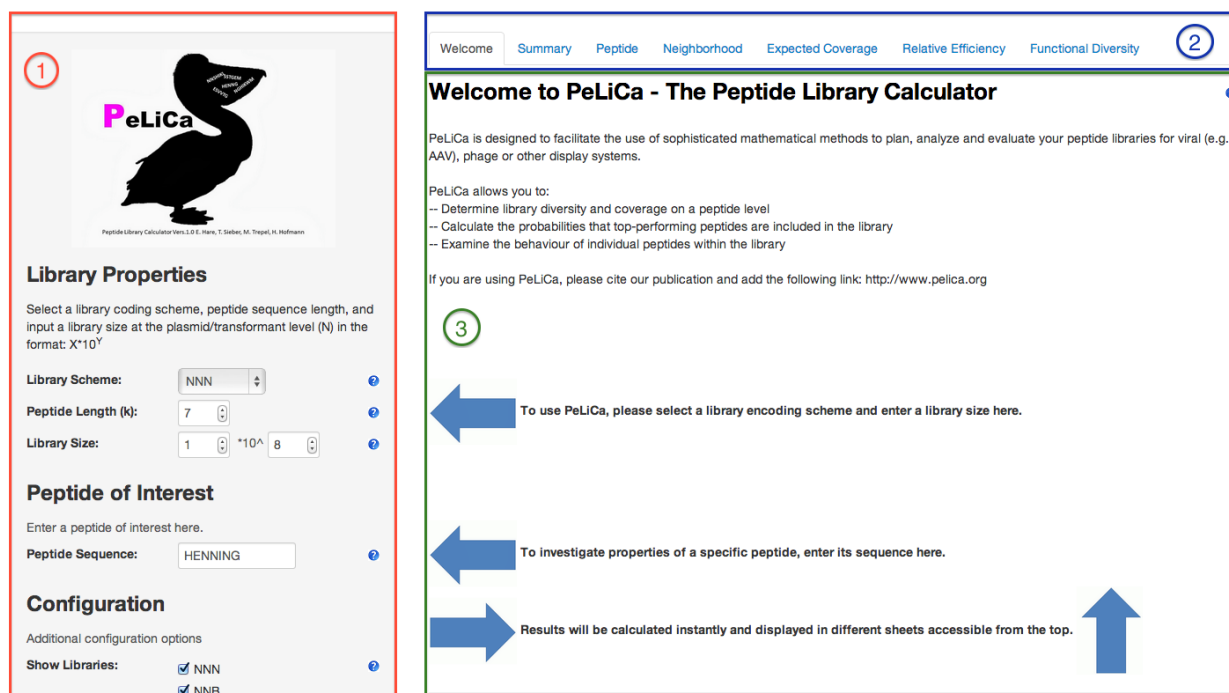 1
PeLiCa
HENNING
Peptide Library Calculator Vers.1.0 E. Hare, T. Sieber, M. Trepel, H. Hofmann
Library Properties
Select a library coding scheme, peptide sequence length, and
input a library size at the plasmid/transformant level (N) in the
format: X*10^Y
Library Scheme: NNN
Peptide Length (k): 7
Library Size: 1 *10^ 8
Peptide of Interest
Enter a peptide of interest here.
Peptide Sequence: HENNING
Configuration
Additional configuration options
Show Libraries: NNN
NNB
Welcome Summary Peptide Neighborhood Expected Coverage Relative Efficiency Functional Diversity 2
Welcome to PeLiCa - The Peptide Library Calculator
PeLiCa is designed to facilitate the use of sophisticated mathematical methods to plan, analyze and evaluate your peptide libraries for viral (e.g.
AAV), phage or other display systems.
PeLiCa allows you to:
-- Determine library diversity and coverage on a peptide level
-- Calculate the probabilities that top-performing peptides are included in the library
-- Examine the behaviour of individual peptides within the library
If you are using PeLiCa, please cite our publication and add the following link: http://www.pelica.org
3
To use PeLiCa, please select a library encoding scheme and enter a library size here.
To investigate properties of a specific peptide, enter its sequence here.
Results will be calculated instantly and displayed in different sheets accessible from the top.